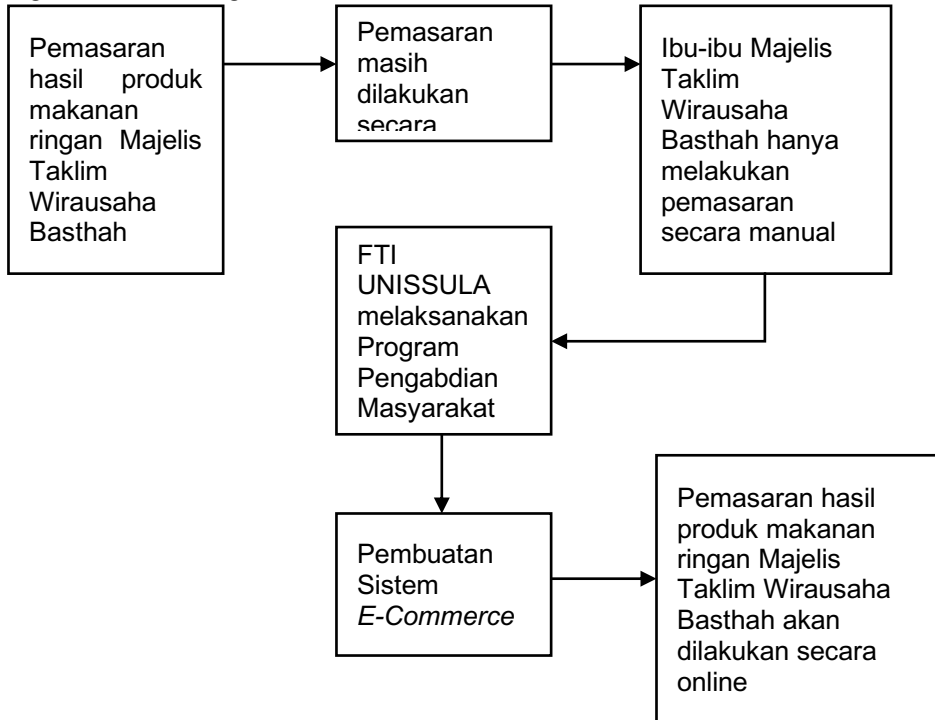 Pemasaran
hasil produk
makanan
ringan Majelis
Taklim
Wirausaha
Basthah
Pemasaran
masih
dilakukan
secara
Ibu-ibu Majelis
Taklim
Wirausaha
Basthah hanya
melakukan
pemasaran
secara manual
FTI
UNISSULA
melaksanakan
Program
Pengabdian
Masyarakat
Pembuatan
Sistem
E-Commerce
Pemasaran hasil
produk makanan
ringan Majelis
Taklim Wirausaha
Basthah akan
dilakukan secara
online